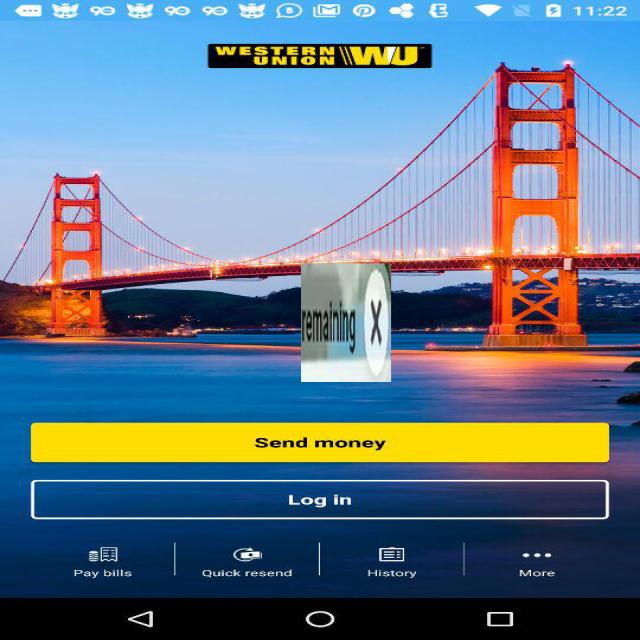 11:22
WESTERN UNION WU
remaining X
Send money
Log in
Pay bills Quick resend History More